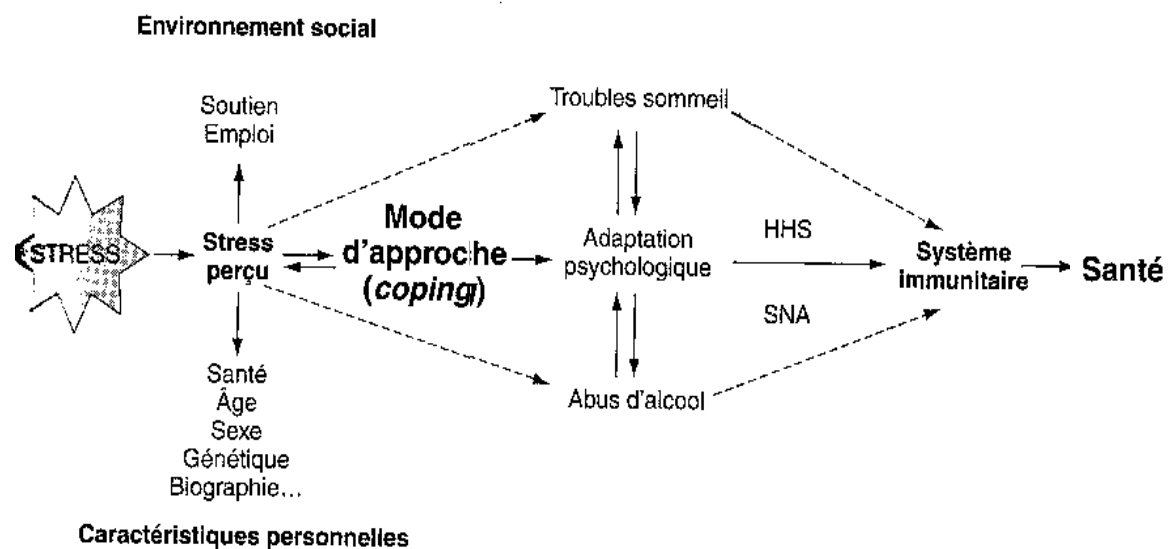 Environnement social
Soutien
Emploi
STRESS
Stress
perçu
Santé
Âge
Sexe
Génétique
Biographie...
Caractéristiques personnelles
Mode
d'approche
(coping)
Troubles sommeil
Adaptation
psychologique
Abus d'alcool
HHS
SNA
Système
immunitaire
Santé